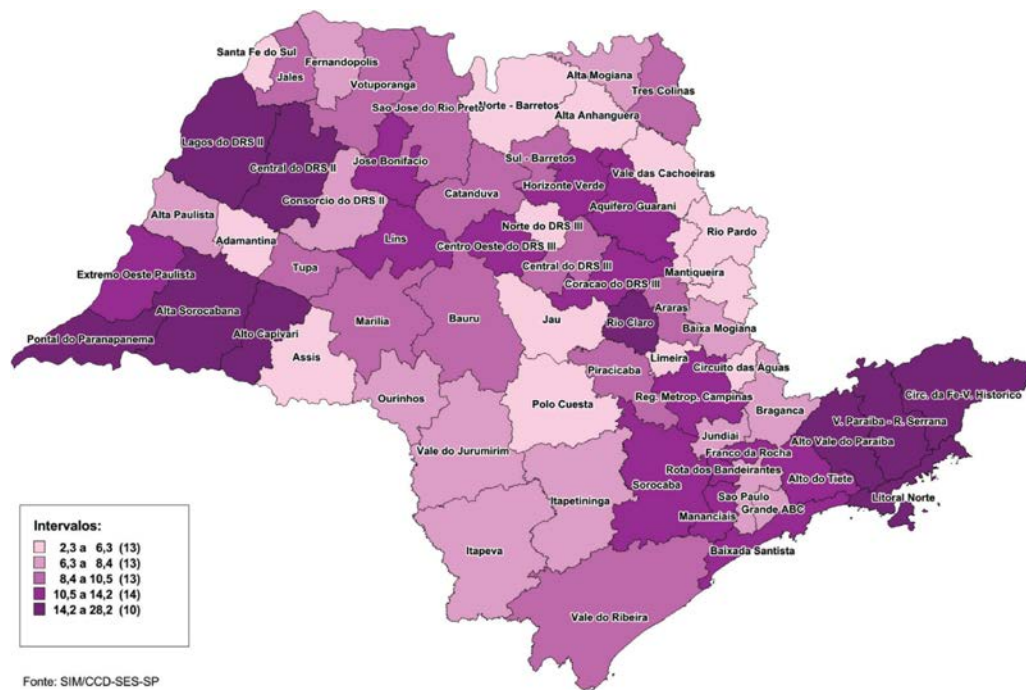 Santa Fe do Sul
Jales
Fernandopolis
Votuporanga
Sao Jose do Rio Preto
Norte - Barretos
Alta Mogiana
Tres Colinas
Alta Anhanguera
Lagos do DRS II
Central do DRS II
Jose Bonifacio
Sul - Barretos
Horizonte Verde
Vale das Cachoeiras
Consorcio do DRS II
Catanduva
Aquifero Guarani
Alta Paulista
Adamantina
Lins
Norte do DRS III
Centro Oeste do DRS III
Rio Pardo
Extremo Oeste Paulista
Tupa
Central do DRS III
Coracao do DRS III
Mantiqueira
Alta Sorocabana
Marilia
Bauru
Jau
Rio Claro
Araras
Baixa Mogiana
Pontal do Paranapanema
Alto Capivari
Assis
Limeira
Circuito das Aguas
Piracicaba
Ourinhos
Polo Cuesta
Reg. Metrop. Campinas
Braganca
Circ. da Fe-V. Historico
V. Paraiba - R. Serrana
Jundiai
Alto Vale do Paraiba
Vale do Jurumirim
Franco da Rocha
Rota dos Bandeirantes
Sorocaba
Alto do Tiete
Itapetininga
Sao Paulo
Grande ABC
Litoral Norte
Mananciais
Itapeva
Baixada Santista
Vale do Ribeira
Intervalos:
2,3 a 6,3 (13)
6,3 a 8,4 (13)
8,4 a 10,5 (13)
10,5 a 14,2 (14)
14,2 a 28,2 (10)
Fonte: SIM/CCD-SES-SP